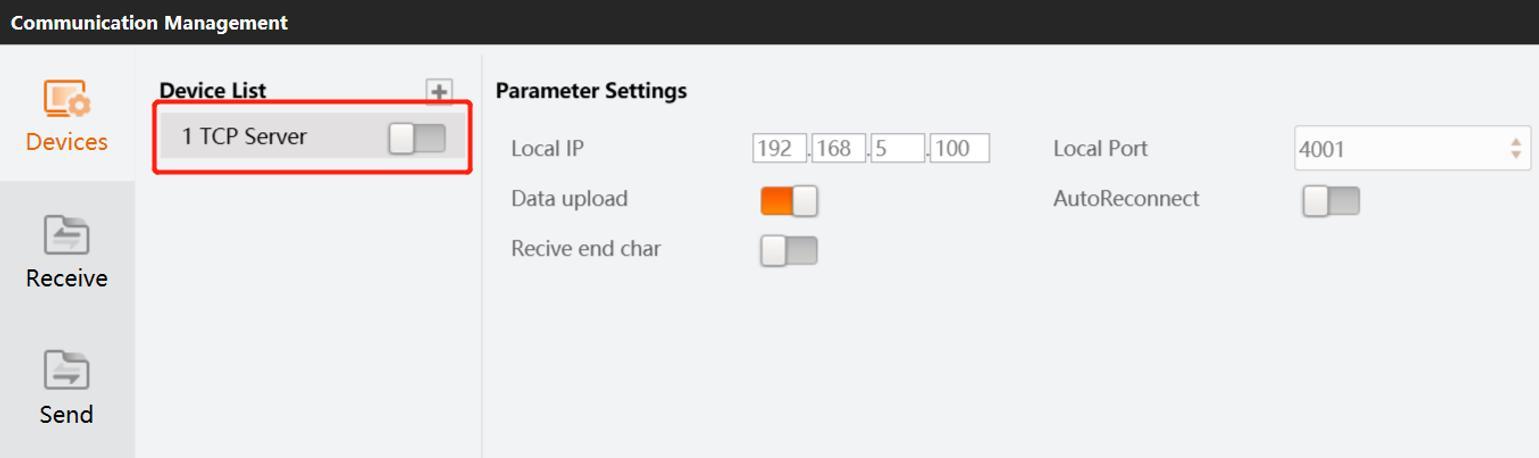 Communication Management
Devices
Receive
Send
Device List
1 TCP Server
Parameter Settings
Local IP 192.168.5.100 Local Port 4001
Data upload AutoReconnect
Recive end char